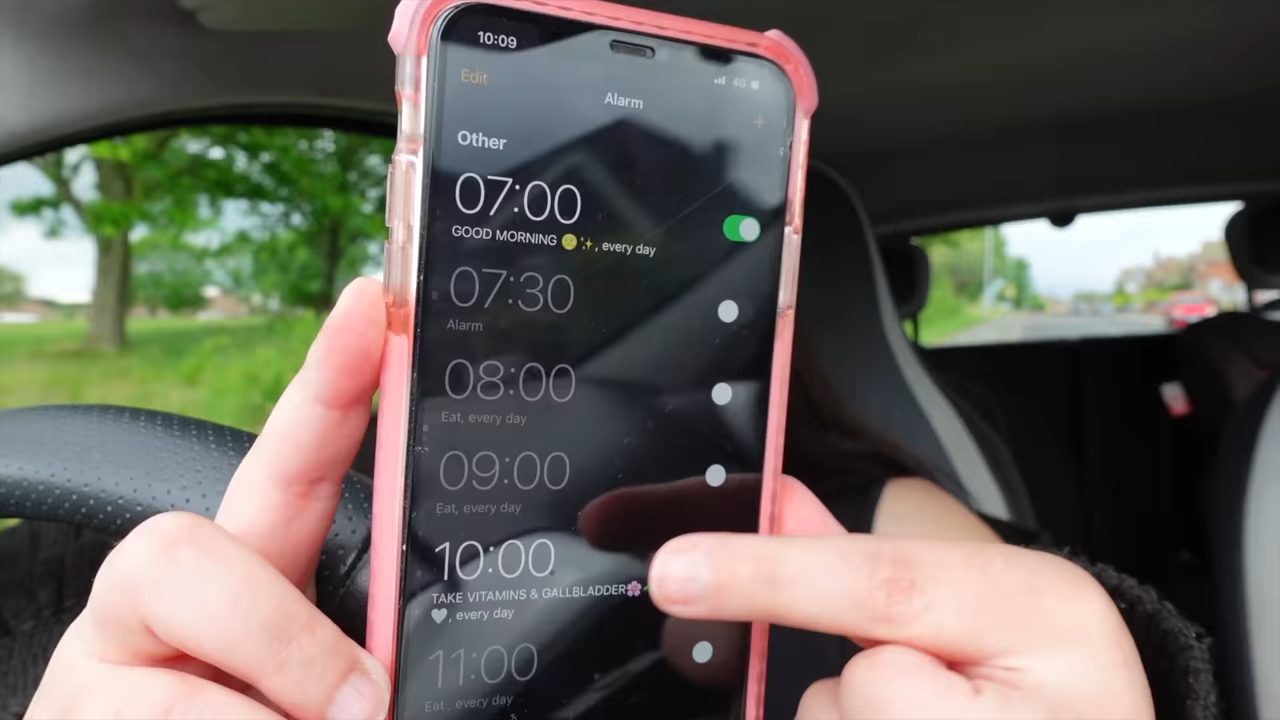 10:09
4G
Edit
Alarm
+
Other
07:00
GOOD MORNING 😊✨, every day
07:30
Alarm
08:00
Eat, every day
09:00
Eat, every day
10:00
TAKE VITAMINS & GALLBLADDER🌸
🤍, every day
11:00
Eat, every day